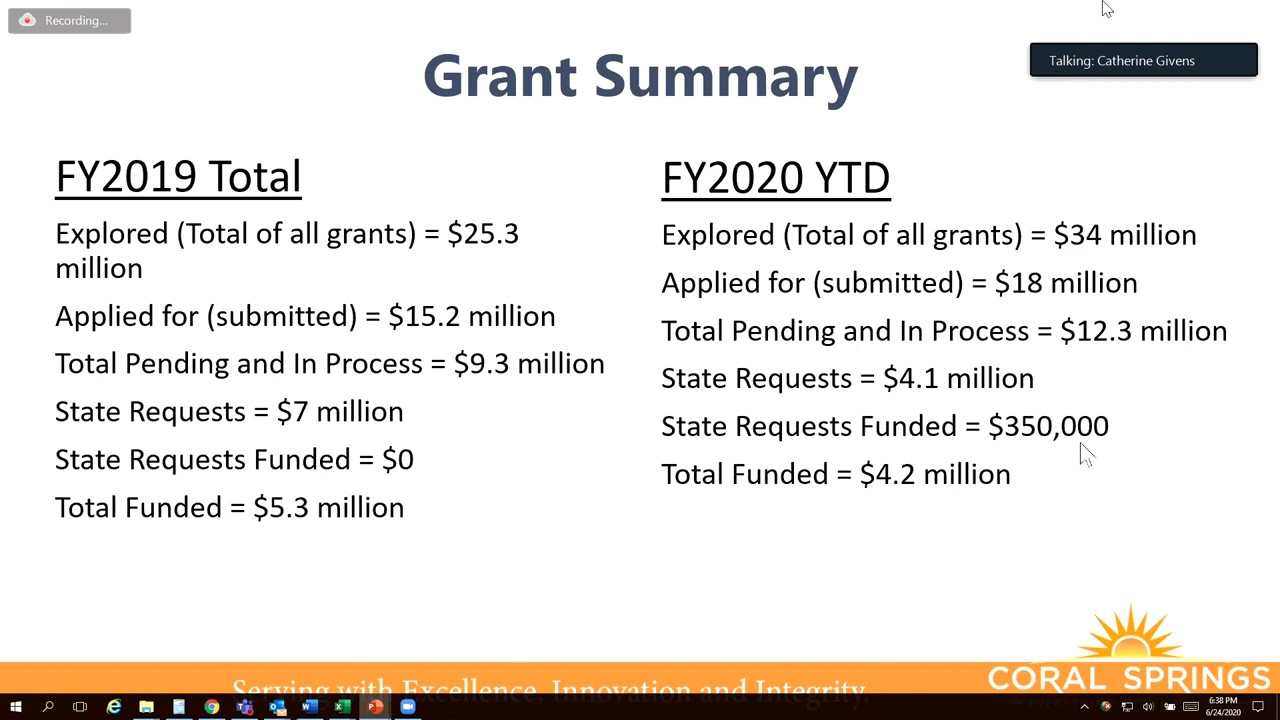 Recording...
Talking: Catherine Givens
Grant Summary
FY2019 Total
Explored (Total of all grants) = $25.3
million
Applied for (submitted) = $15.2 million
Total Pending and In Process = $9.3 million
State Requests = $7 million
State Requests Funded = $0
Total Funded = $5.3 million
FY2020 YTD
Explored (Total of all grants) = $34 million
Applied for (submitted) = $18 million
Total Pending and In Process = $12.3 million
State Requests = $4.1 million
State Requests Funded = $350,000
Total Funded = $4.2 million
Serving with Excellence, Innovation and Integrity.
CORAL SPRINGS
6:38 PM
6/24/2020